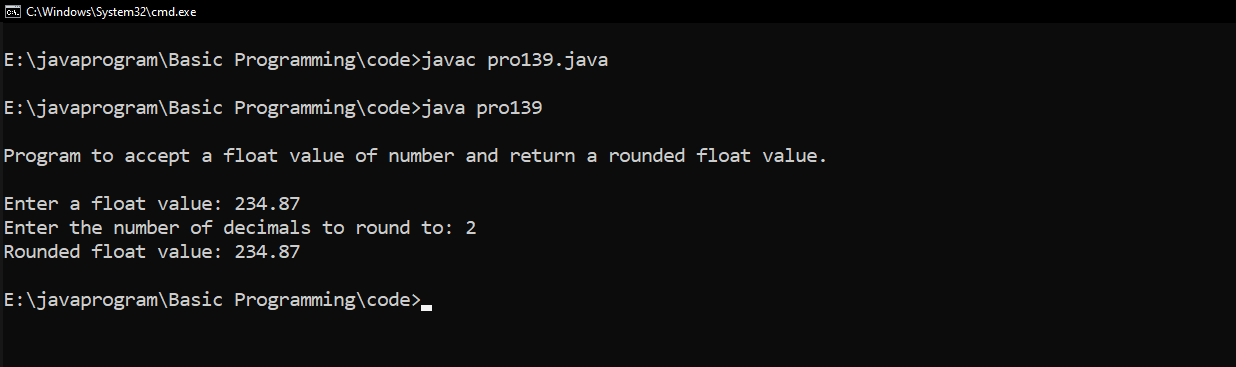 C:\Windows\System32\cmd.exe
E:\javaprogram\Basic Programming\code>javac pro139.java
E:\javaprogram\Basic Programming\code>java pro139
Program to accept a float value of number and return a rounded float value.
Enter a float value: 234.87
Enter the number of decimals to round to: 2
Rounded float value: 234.87
E:\javaprogram\Basic Programming\code>